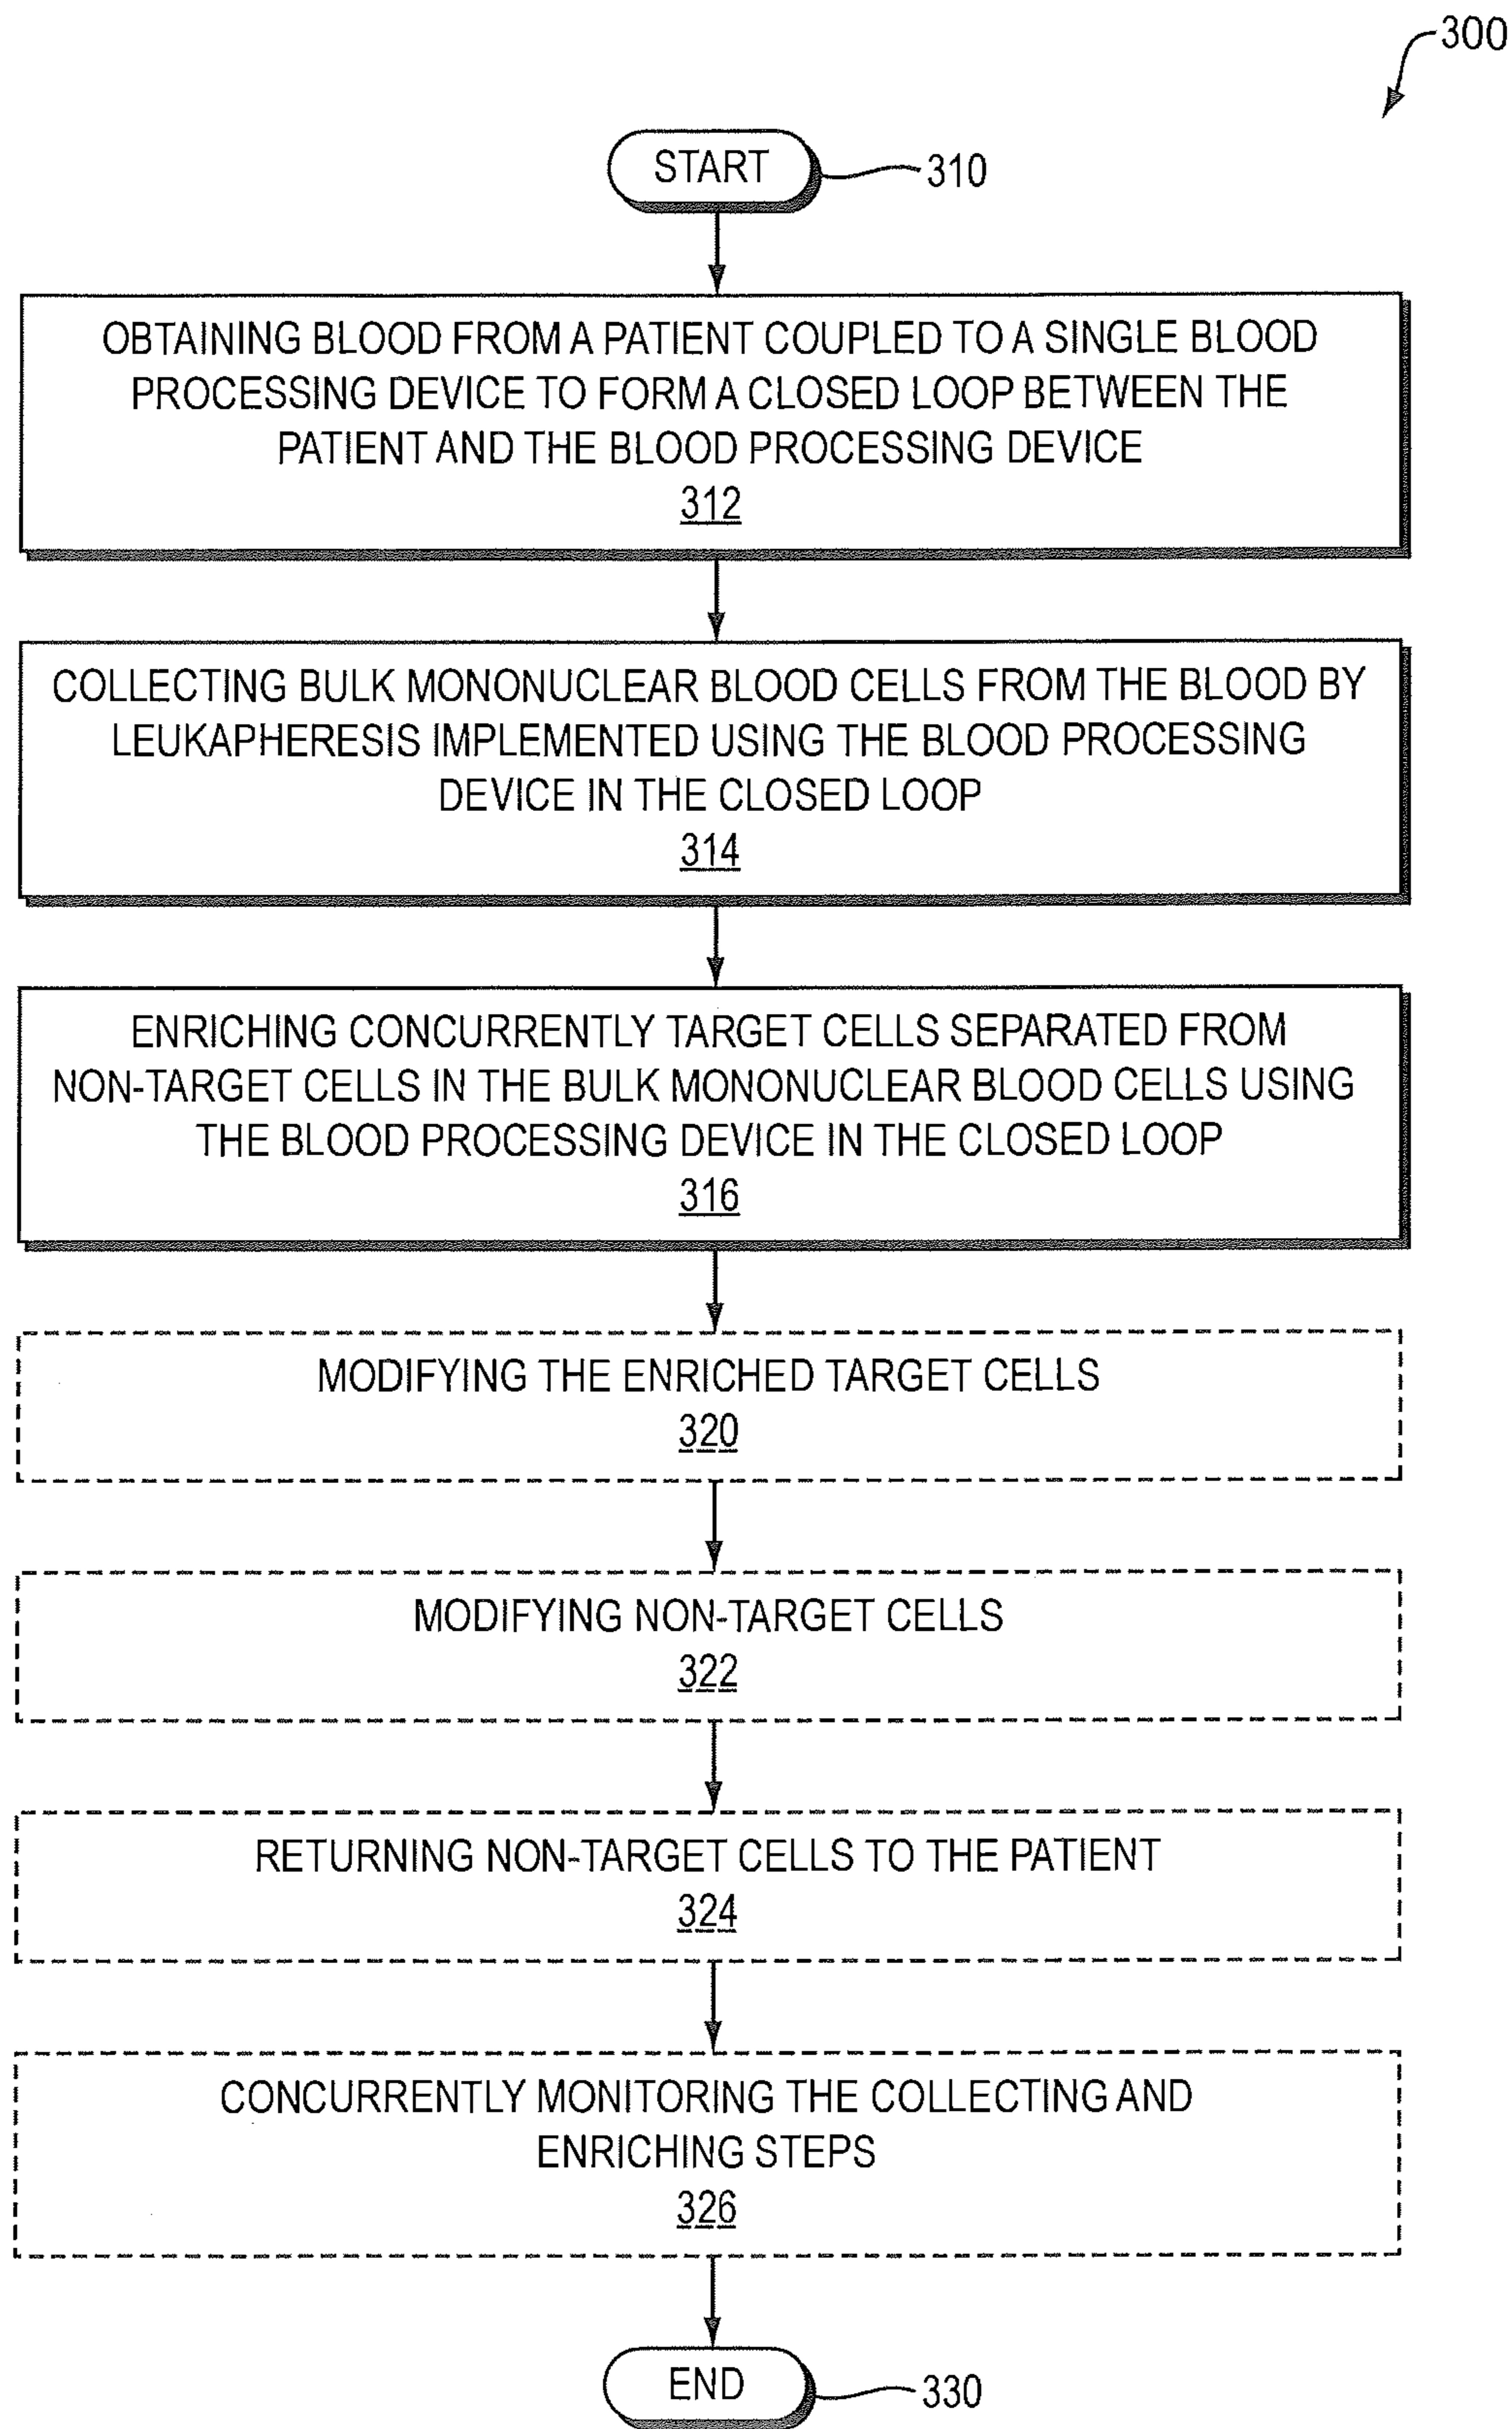 300
START
310
OBTAINING BLOOD FROM A PATIENT COUPLED TO A SINGLE BLOOD
PROCESSING DEVICE TO FORM A CLOSED LOOP BETWEEN THE
PATIENT AND THE BLOOD PROCESSING DEVICE
312
COLLECTING BULK MONONUCLEAR BLOOD CELLS FROM THE BLOOD BY
LEUKAPHERESIS IMPLEMENTED USING THE BLOOD PROCESSING
DEVICE IN THE CLOSED LOOP
314
ENRICHING CONCURRENTLY TARGET CELLS SEPARATED FROM
NON-TARGET CELLS IN THE BULK MONONUCLEAR BLOOD CELLS USING
THE BLOOD PROCESSING DEVICE IN THE CLOSED LOOP
316
MODIFYING THE ENRICHED TARGET CELLS
320
MODIFYING NON-TARGET CELLS
322
RETURNING NON-TARGET CELLS TO THE PATIENT
324
CONCURRENTLY MONITORING THE COLLECTING AND
ENRICHING STEPS
326
END
330